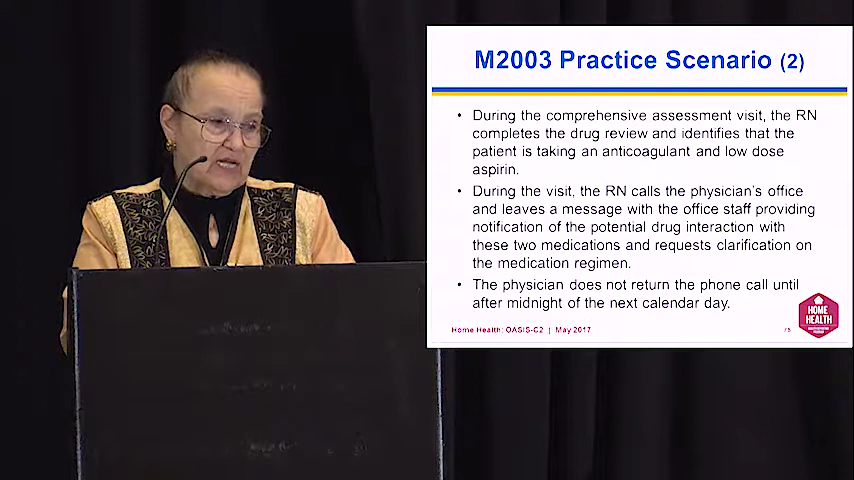 M2003 Practice Scenario (2)
• During the comprehensive assessment visit, the RN
completes the drug review and identifies that the
patient is taking an anticoagulant and low dose
aspirin.
• During the visit, the RN calls the physician's office
and leaves a message with the office staff providing
notification of the potential drug interaction with
these two medications and requests clarification on
the medication regimen.
• The physician does not return the phone call until
after midnight of the next calendar day.
HOME
HEALTH
Home Health: OASIS-C2 | May 2017